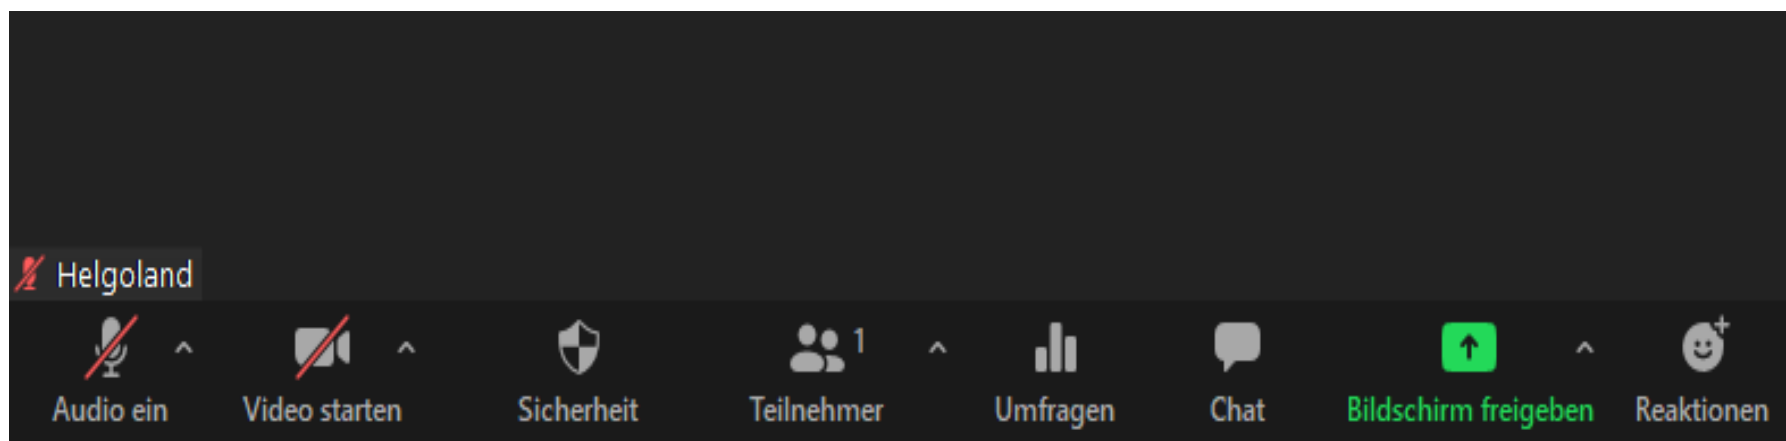 Helgoland
1
Audio ein
Video starten
Sicherheit
Teilnehmer
Umfragen
Chat
Bildschirm freigeben
Reaktionen